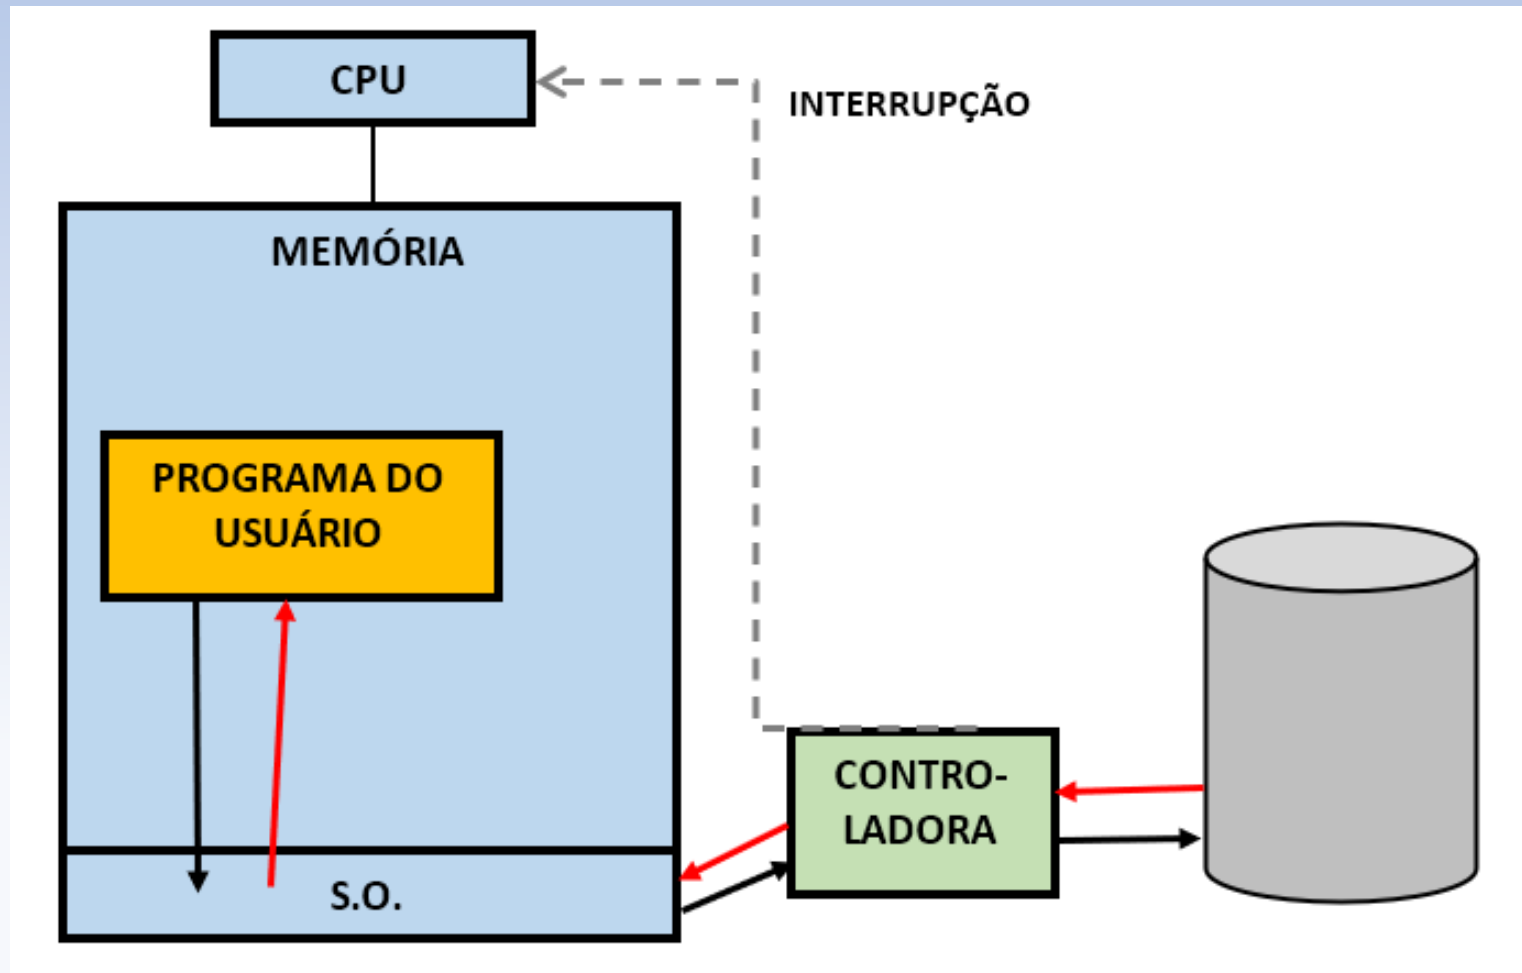 CPU
INTERRUPÇÃO
MEMÓRIA
PROGRAMA DO
USUÁRIO
CONTRO-
LADORA
S.O.